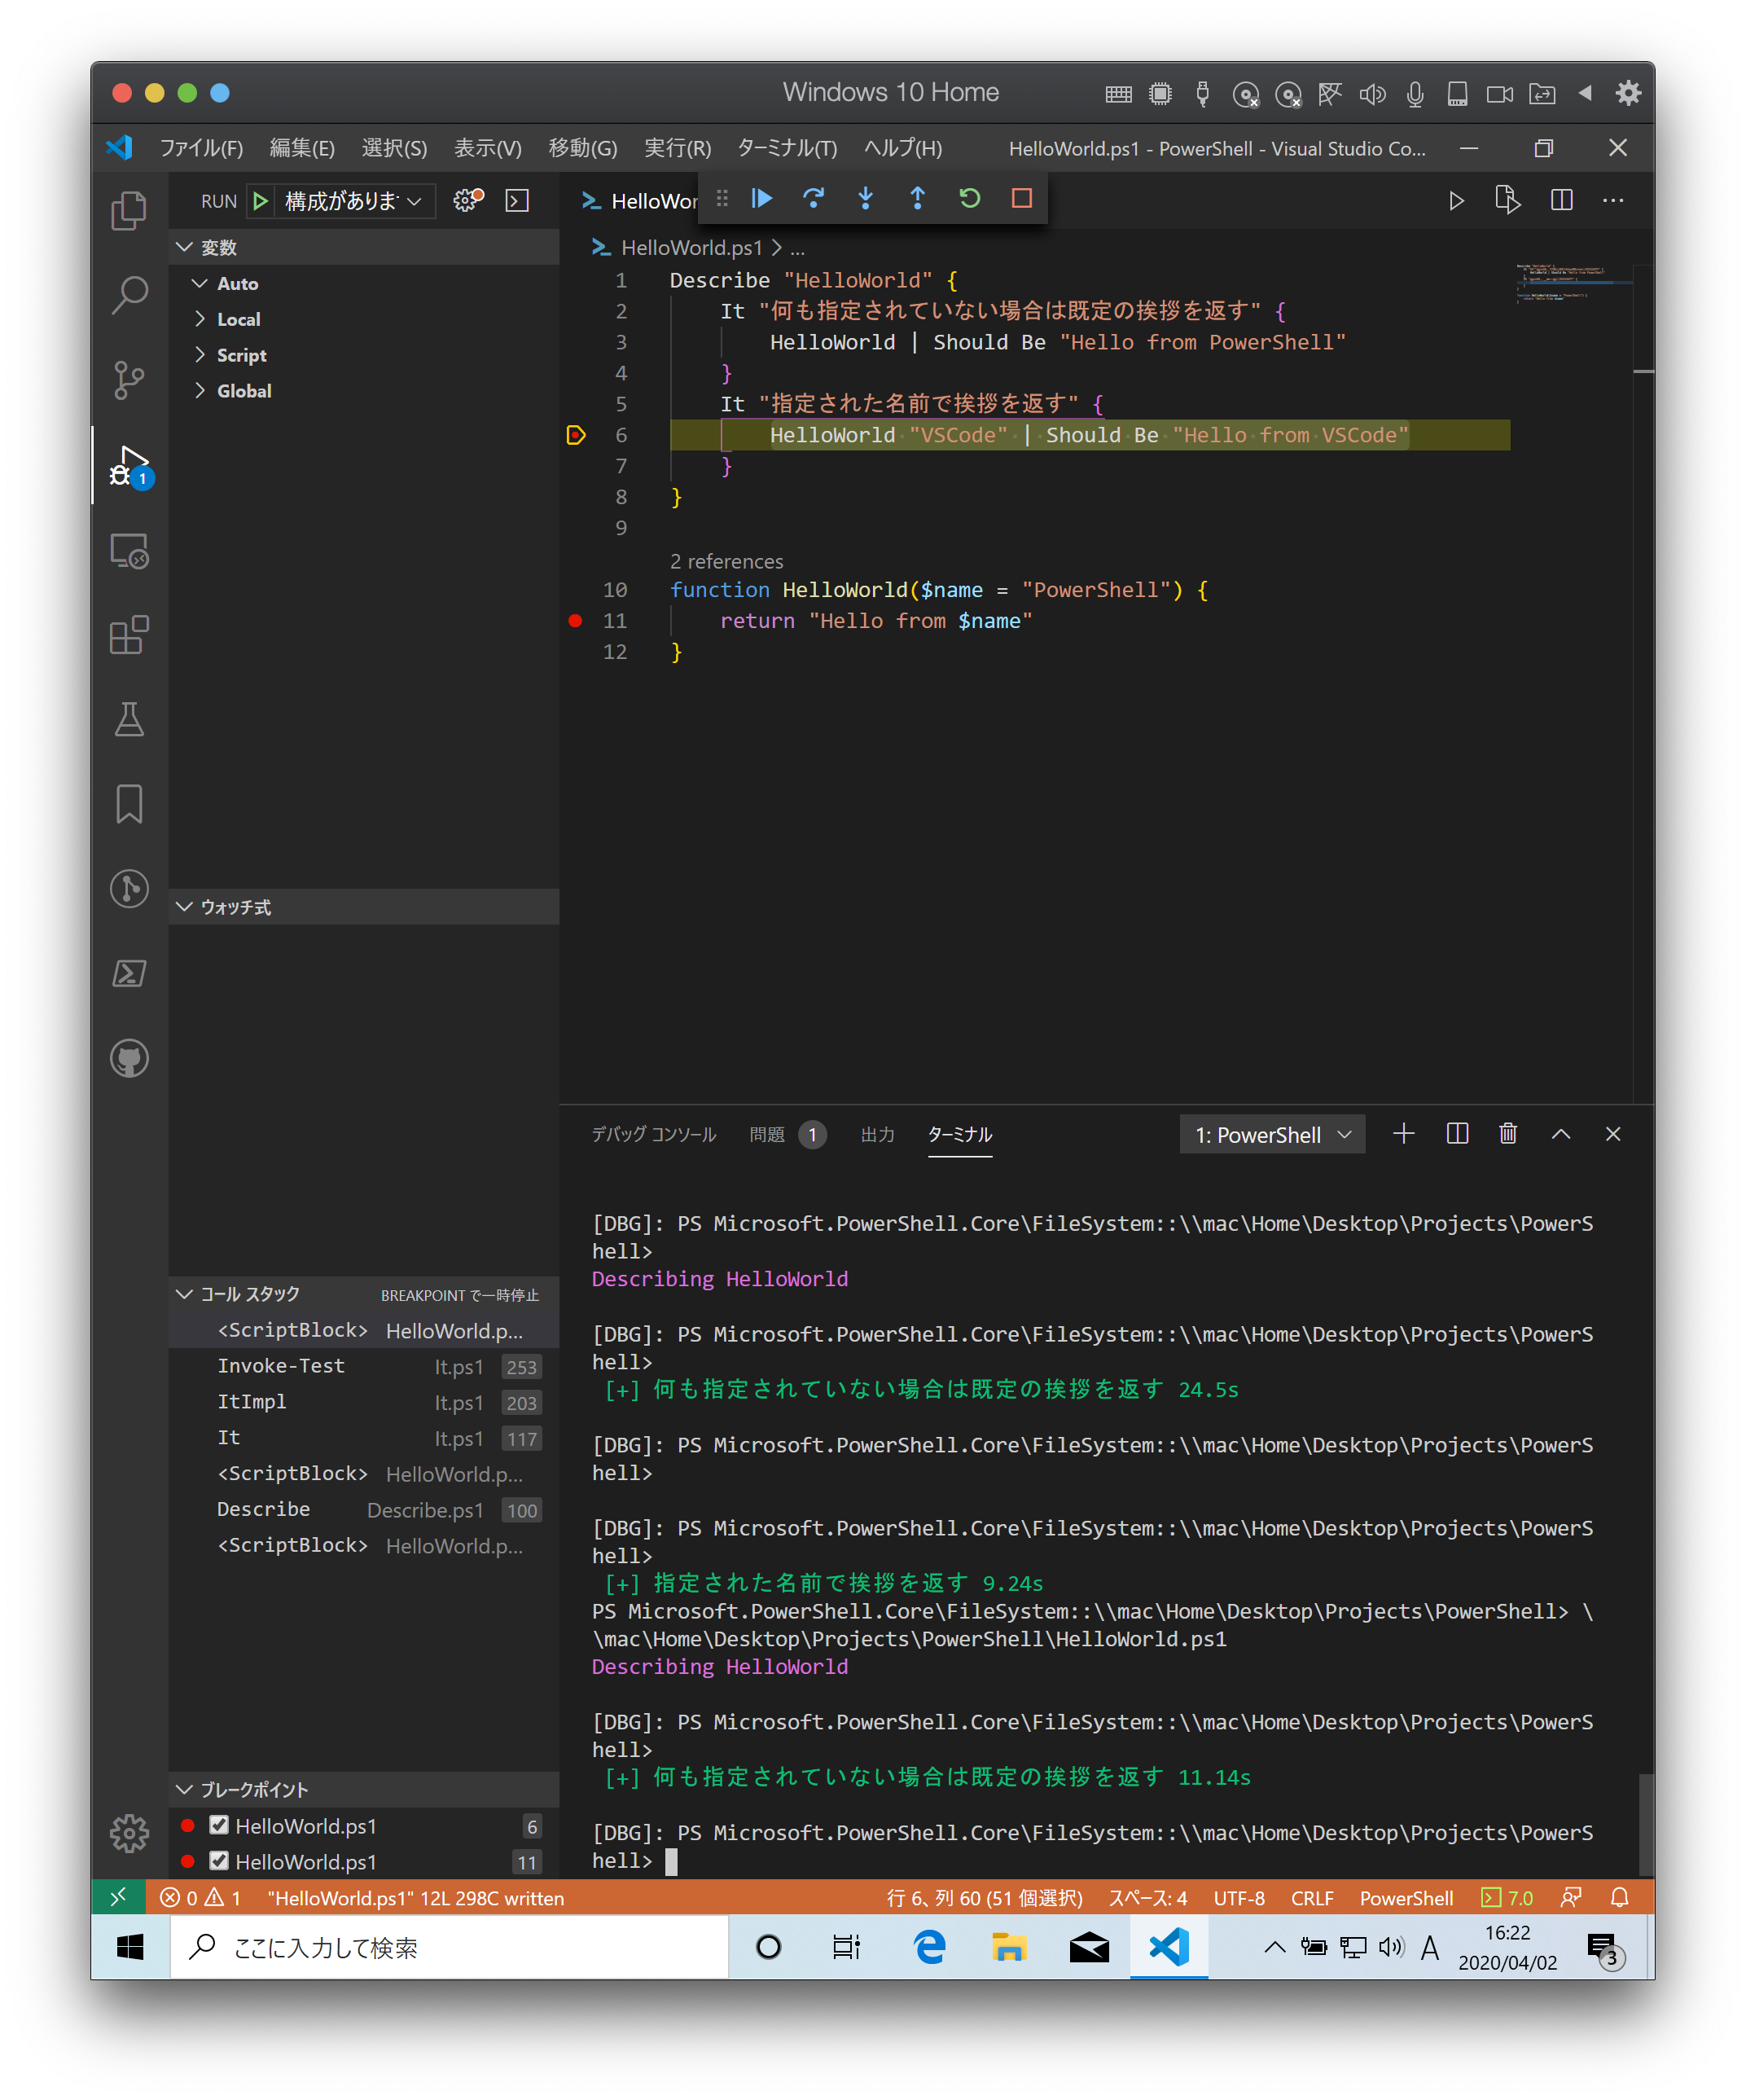 Windows 10 Home
ファイル(F) 編集(E) 選択(S) 表示(V) 移動(G) 実行(R) ターミナル(T) ヘルプ(H) HelloWorld.ps1 - PowerShell - Visual Studio Co...
RUN 構成がありま
HelloWor
変数
Auto
Local
Script
Global
HelloWorld.ps1 > ...
1 Describe "HelloWorld" {
2 It "何も指定されていない場合は既定の挨拶を返す" {
3 HelloWorld | Should Be "Hello from PowerShell"
4 }
5 It "指定された名前で挨拶を返す" {
6 HelloWorld "VSCode" | Should Be "Hello from VSCode"
7 }
8 }
9
2 references
10 function HelloWorld($name = "PowerShell") {
11 return "Hello from $name"
12 }
1
ウォッチ式
コール スタック BREAKPOINT で一時停止
<ScriptBlock> HelloWorld.p...
Invoke-Test It.ps1 253
ItImpl It.ps1 203
It It.ps1 117
<ScriptBlock> HelloWorld.p...
Describe Describe.ps1 100
<ScriptBlock> HelloWorld.p...
ブレークポイント
HelloWorld.ps1 6
HelloWorld.ps1 11
デバッグ コンソール 問題 1 出力 ターミナル 1: PowerShell
[DBG]: PS Microsoft.PowerShell.Core\FileSystem::\\mac\Home\Desktop\Projects\PowerS
hell>
Describing HelloWorld
[DBG]: PS Microsoft.PowerShell.Core\FileSystem::\\mac\Home\Desktop\Projects\PowerS
hell>
[+] 何も指定されていない場合は既定の挨拶を返す 24.5s
[DBG]: PS Microsoft.PowerShell.Core\FileSystem::\\mac\Home\Desktop\Projects\PowerS
hell>
[DBG]: PS Microsoft.PowerShell.Core\FileSystem::\\mac\Home\Desktop\Projects\PowerS
hell>
[+] 指定された名前で挨拶を返す 9.24s
PS Microsoft.PowerShell.Core\FileSystem::\\mac\Home\Desktop\Projects\PowerShell> \
\mac\Home\Desktop\Projects\PowerShell\HelloWorld.ps1
Describing HelloWorld
[DBG]: PS Microsoft.PowerShell.Core\FileSystem::\\mac\Home\Desktop\Projects\PowerS
hell>
[+] 何も指定されていない場合は既定の挨拶を返す 11.14s
[DBG]: PS Microsoft.PowerShell.Core\FileSystem::\\mac\Home\Desktop\Projects\PowerS
hell>
0 1 "HelloWorld.ps1" 12L 298C written 行 6、列 60 (51 個選択) スペース: 4 UTF-8 CRLF PowerShell 7.0
ここに入力して検索
A
16:22
2020/04/02
3